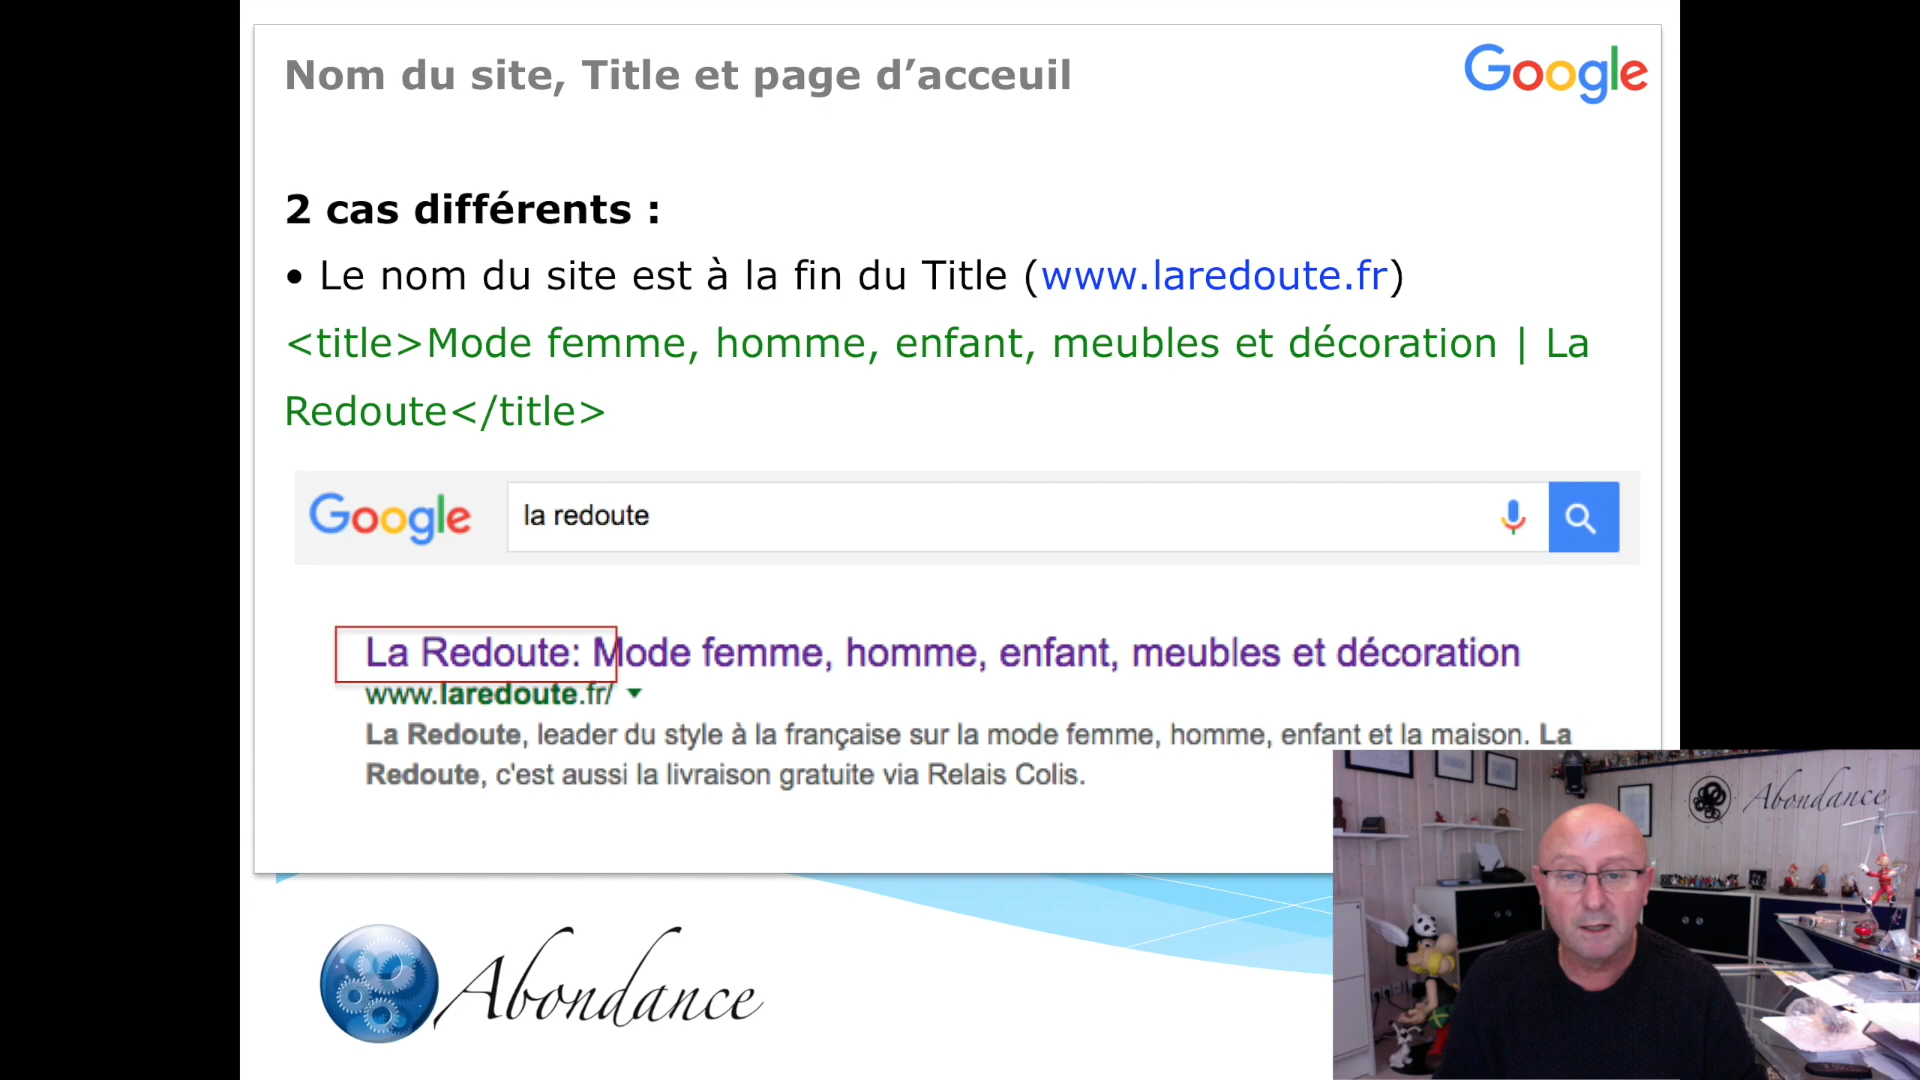 Nom du site, Title et page d’acceuil
Google
2 cas différents :
• Le nom du site est à la fin du Title (www.laredoute.fr)
<title>Mode femme, homme, enfant, meubles et décoration | La
Redoute</title>
Google
la redoute
La Redoute: Mode femme, homme, enfant, meubles et décoration
www.laredoute.fr/
La Redoute, leader du style à la française sur la mode femme, homme, enfant et la maison. La
Redoute, c'est aussi la livraison gratuite via Relais Colis.
Abondance
Abondance